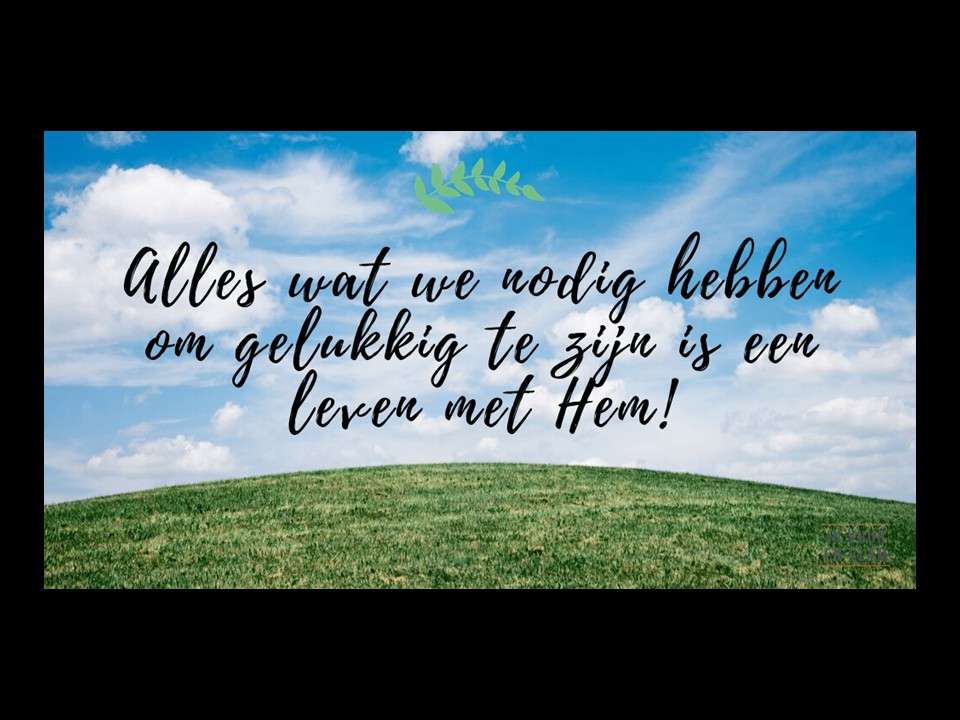 Alles wat we nodig hebben
om gelukkig te zijn is een
leven met Hem!